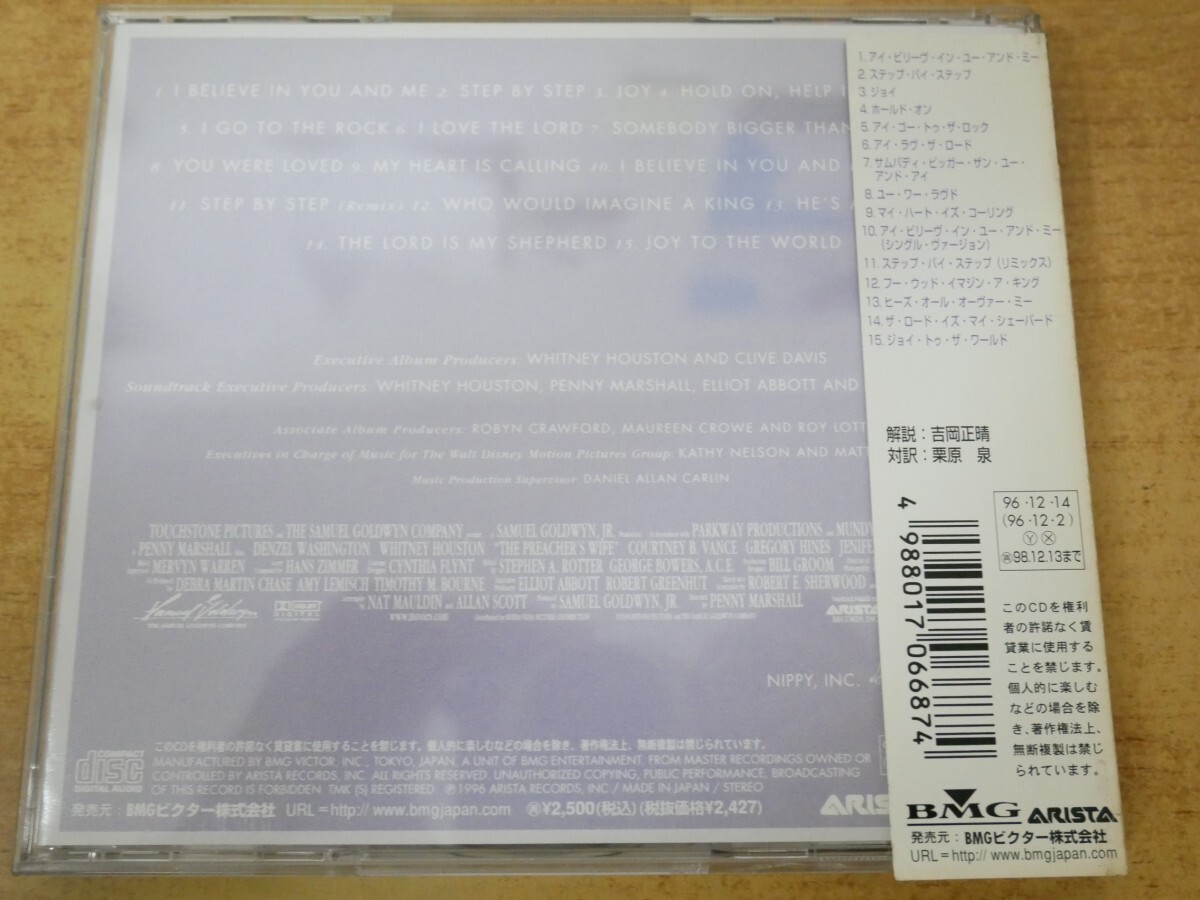 1 I BELIEVE IN YOU AND ME 2. STEP BY STEP 3. JOY 4 HOLD ON, HELP
5. I GO TO THE ROCK 6 I LOVE THE LORD 7. SOMEBODY BIGGER THAN
8 YOU WERE LOVED 9. MY HEART IS CALLING 10. I BELIEVE IN YOU AND
11 STEP BY STEP (Remix) 12. WHO WOULD IMAGINE A KING 13. HE'S
14. THE LORD IS MY SHEPHERD 15. JOY TO THE WORLD
Executive Album Producers: WHITNEY HOUSTON AND CLIVE DAVIS
Soundtrack Executive Producers: WHITNEY HOUSTON, PENNY MARSHALL, ELLIOT ABBOTT AND
Associate Album Producers: ROBYN CRAWFORD, MAUREEN CROWE AND ROY LOTT
Executives in Charge of Music for The Walt Disney Motion Pictures Group: KATHY NELSON AND MATT
Music Production Supervisor DANIEL ALLAN CARLIN
TOUCHSTONE PICTURES AND THE SAMUEL GOLDWYN COMPANY SAMUEL GOLDWYN, JR. PARKWAY PRODUCTIONS MUNDY
A PENNY MARSHALL DENZEL WASHINGTON WHITNEY HOUSTON "THE PREACHER'S WIFE" COURTNEY B. VANCE GREGORY HINES JENIFE
MERVYN WARREN HANS ZIMMER CYNTHIA FLYNT STEPHEN A. ROTTER GEORGE BOWERS, A.C.E. BILL GROOM
DEBRA MARTIN CHASE AMY LEMISCH TIMOTHY M. BOURNE ELLIOT ABBOTT ROBERT GREENHUT ROBERT E. SHERWOOD AND
NAT MAULDIN AND ALLAN SCOTT SAMUEL GOLDWYN, JR. PENNY MARSHALL
ARISTA
NIPPY, INC.
COMPACT
disc
DIGITAL AUDIO
このCDを権利者の許諾なく賃貸業に使用することを禁じます。個人的に楽しむなどの場合を除き、著作権法上、無断複製は禁じられています。
MANUFACTURED BY BMG VICTOR, INC., TOKYO, JAPAN. A UNIT OF BMG ENTERTAINMENT. FROM MASTER RECORDINGS OWNED OR
CONTROLLED BY ARISTA RECORDS, INC. ALL RIGHTS RESERVED. UNAUTHORIZED COPYING, PUBLIC PERFORMANCE, BROADCASTING
OF THIS RECORD IS FORBIDDEN. TMK (S) REGISTERED. Ⓟ1996 ARISTA RECORDS, INC / MADE IN JAPAN / STEREO
発売元：BMGビクター株式会社 URL＝http://www.bmgjapan.com ¥2,500(税込)(税抜価格¥2,427)
ARIS
1. アイ・ビリーヴ・イン・ユー・アンド・ミー
2. ステップ・バイ・ステップ
3. ジョイ
4. ホールド・オン
5. アイ・ゴー・トゥ・ザ・ロック
6. アイ・ラヴ・ザ・ロード
7. サムバディ・ビッガー・ザン・ユー・
アンド・アイ
8. ユー・ワー・ラヴド
9. マイ・ハート・イズ・コーリング
10. アイ・ビリーヴ・イン・ユー・アンド・ミー
(シングル・ヴァージョン)
11. ステップ・バイ・ステップ (リミックス)
12. フー・ウッド・イマジン・ア・キング
13. ヒーズ・オール・オーヴァー・ミー
14. ザ・ロード・イズ・マイ・シェパード
15. ジョイ・トゥ・ザ・ワールド
解説：吉岡正晴
対訳：栗原 泉
96・12・14
(96・12・2)
Ⓨ Ⓧ
98.12.13まで
4 988017 066874
このCDを権利
者の許諾なく賃
貸業に使用する
ことを禁じます。
個人的に楽しむ
などの場合を除
き、著作権法上、
無断複製は禁じ
られています。
BMG ARISTA
発売元：BMGビクター株式会社
URL＝http://www.bmgjapan.com